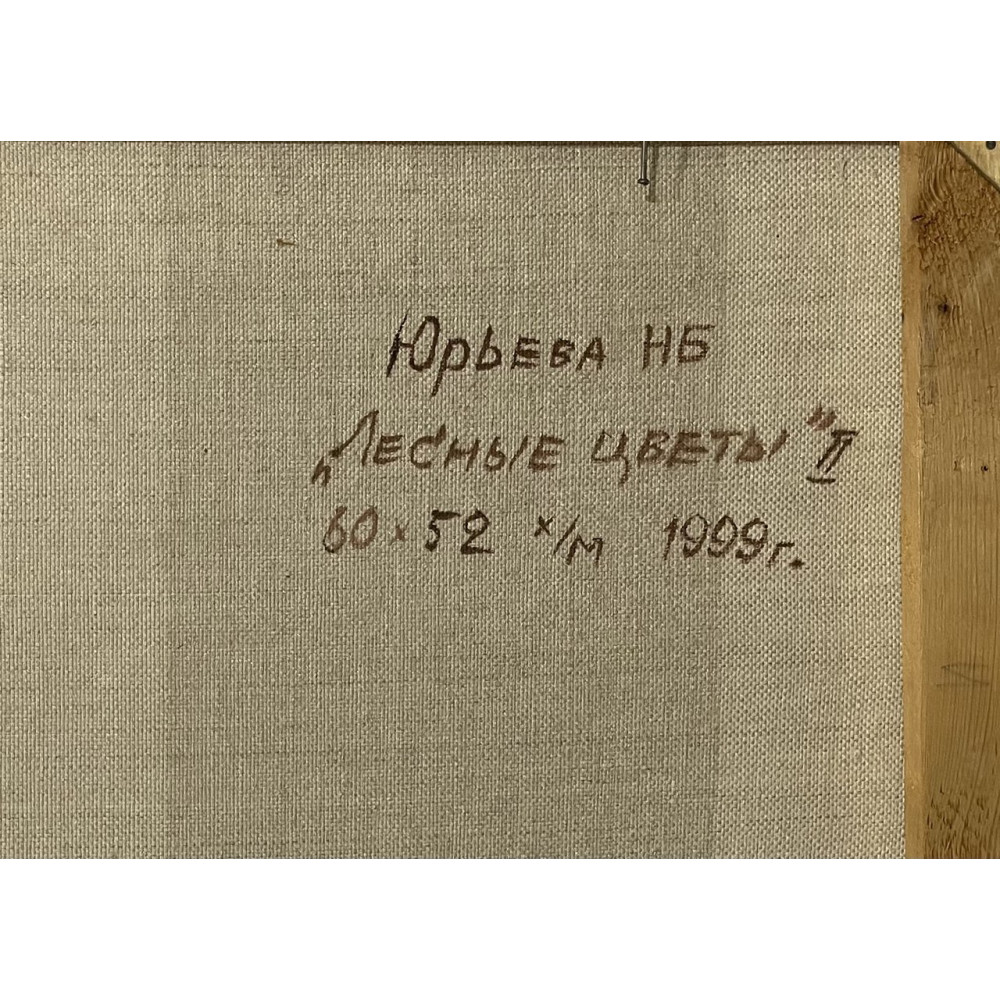 Юрьева НБ
„Лесные цветы" II
60 x 52 х/м 1999г.